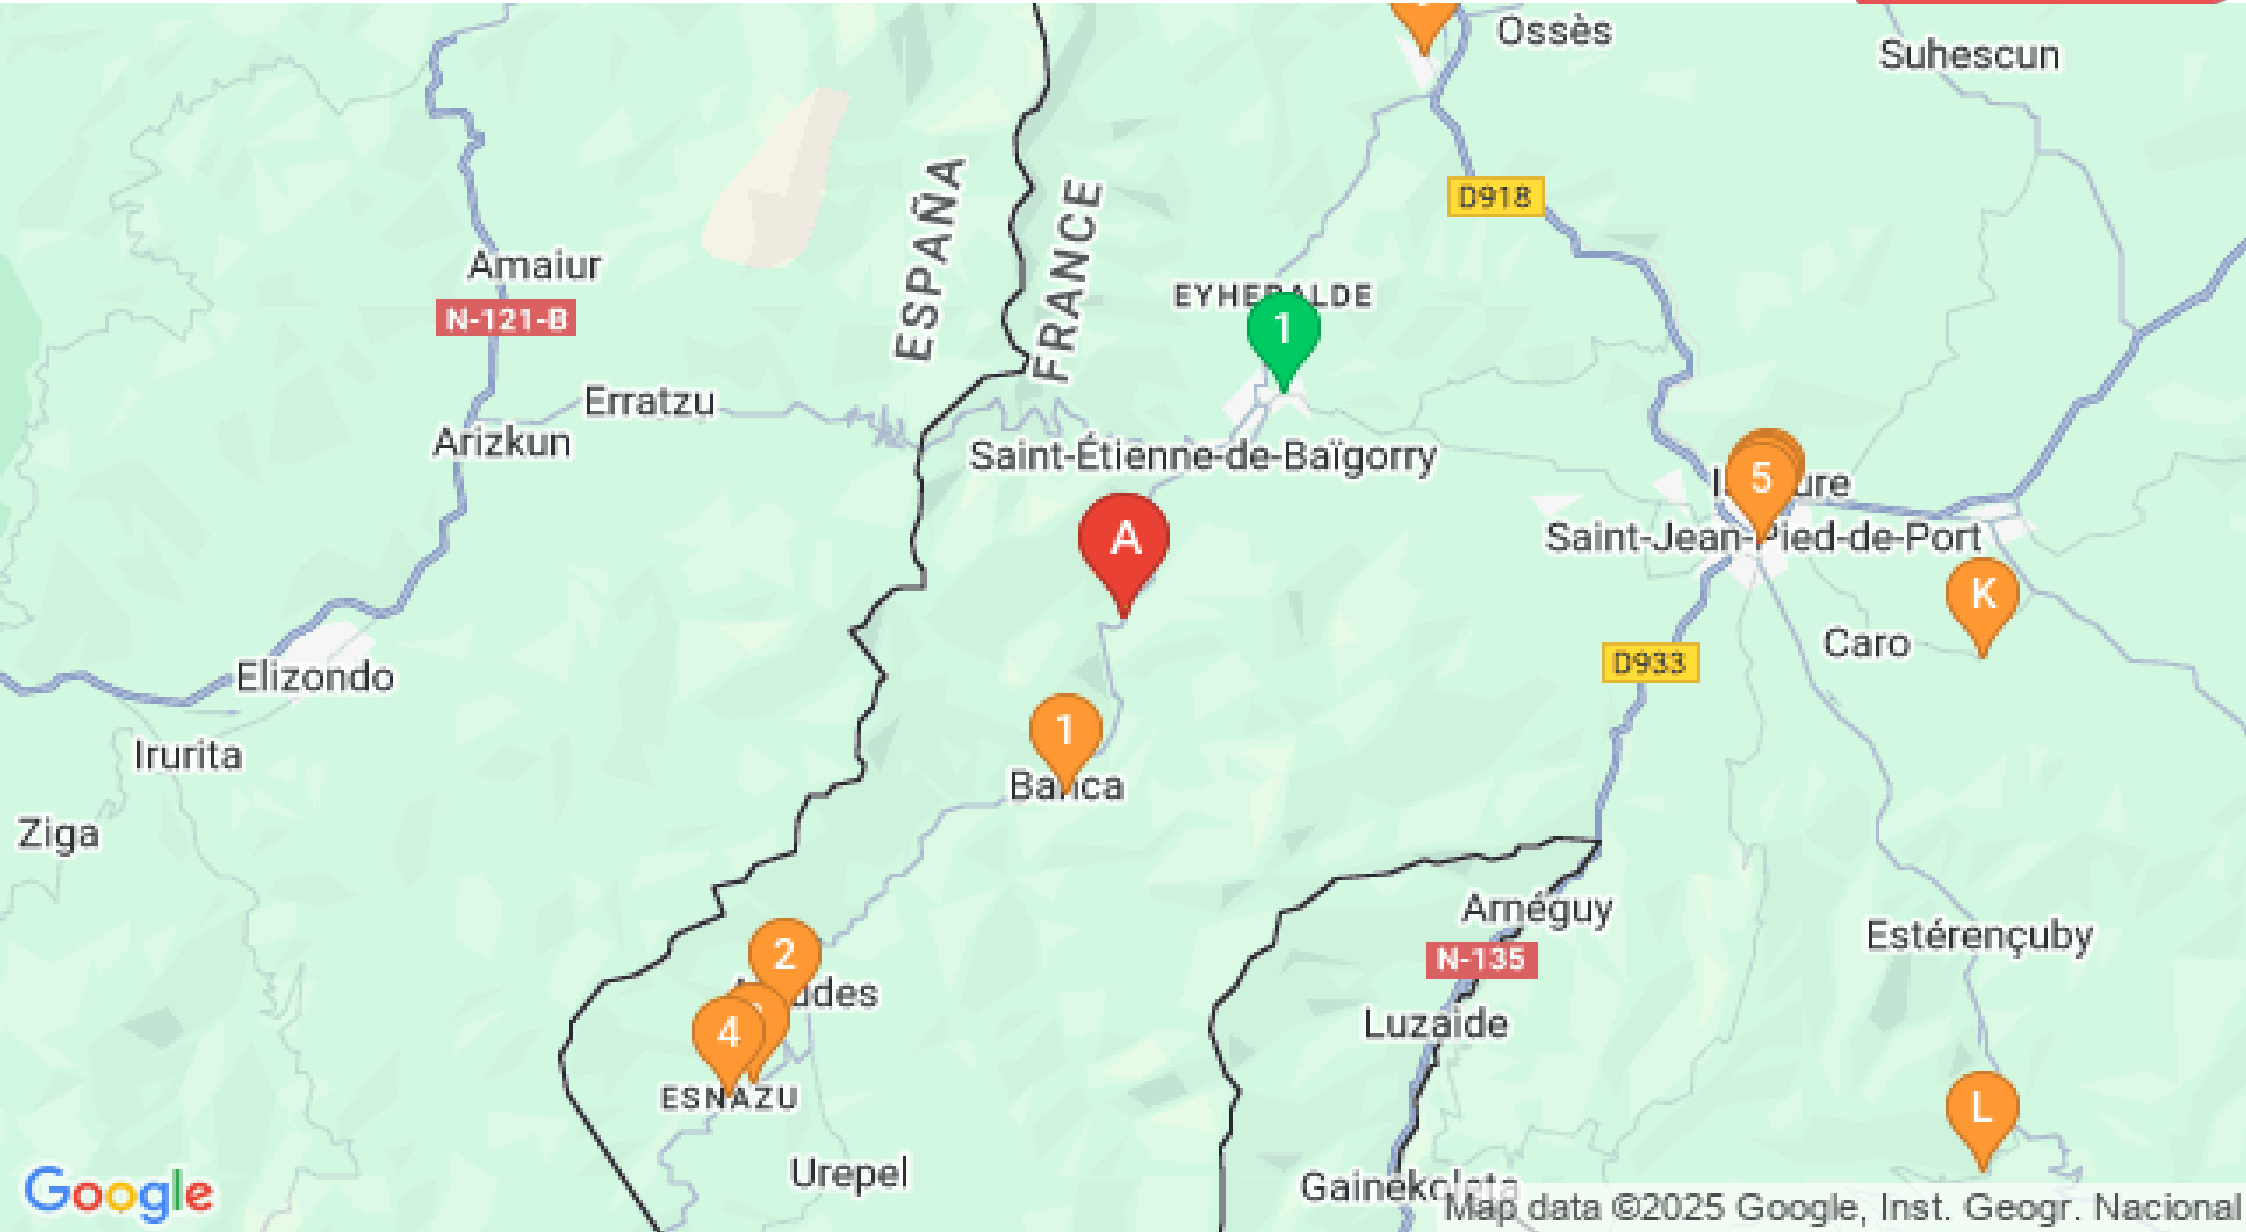 Ossès
Suhescun
D918
ESPAÑA
FRANCE
Amaiur
N-121-B
1
Erratzu
Arizkun
Saint-Étienne-de-Baïgorry
5
Saint-Jean-Pied-de-Port
A
K
Caro
D933
Elizondo
Irurita
1
Banca
Ziga
Arnéguy
Estérençuby
N-135
2
Luzaide
4
ESNAZU
L
Urepel
Google
Map data ©2025 Google, Inst. Geogr. Nacional